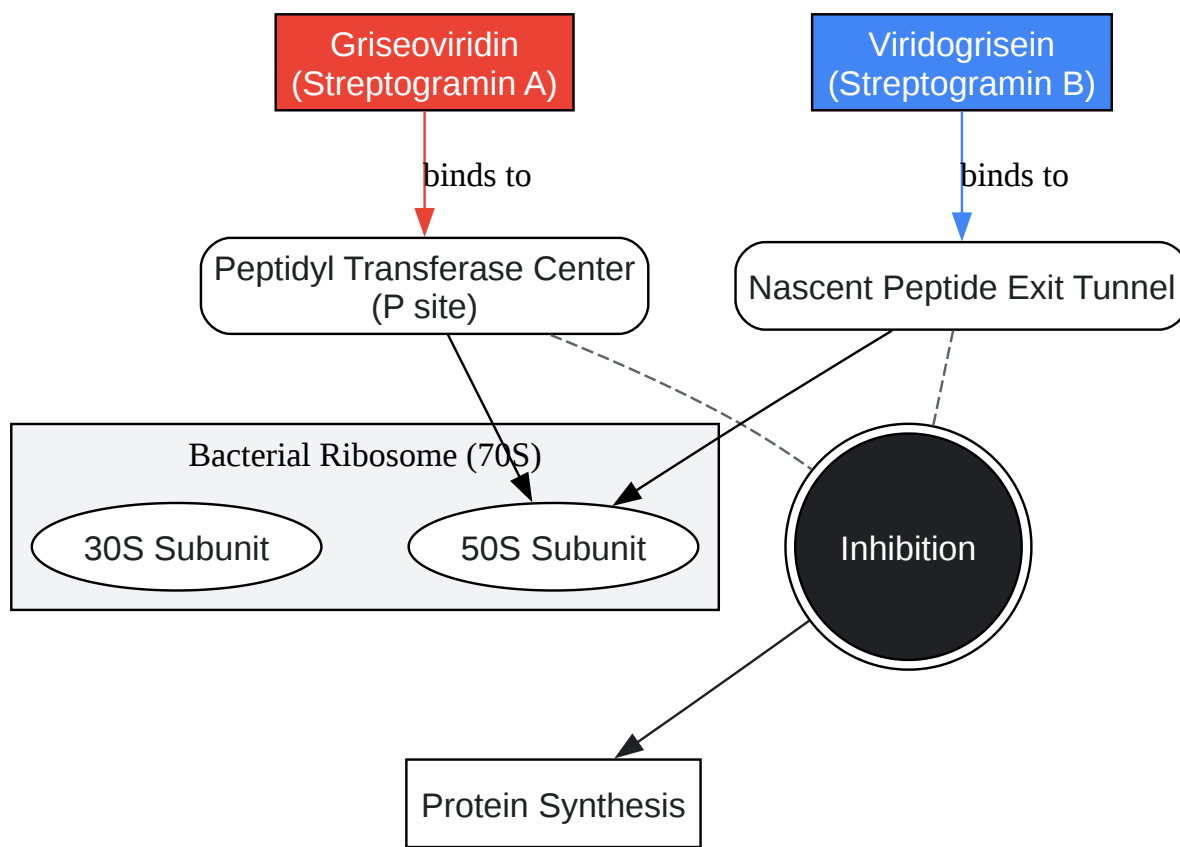 Griseoviridin
(Streptogramin A)
Viridogrisein
(Streptogramin B)
binds to
binds to
Peptidyl Transferase Center
(P site)
Nascent Peptide Exit Tunnel
Bacterial Ribosome (70S)
30S Subunit
50S Subunit
Inhibition
Protein Synthesis